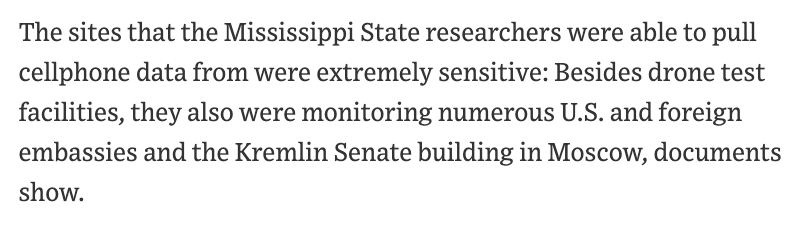 The sites that the Mississippi State researchers were able to pull
cellphone data from were extremely sensitive: Besides drone test
facilities, they also were monitoring numerous U.S. and foreign
embassies and the Kremlin Senate building in Moscow, documents
show.